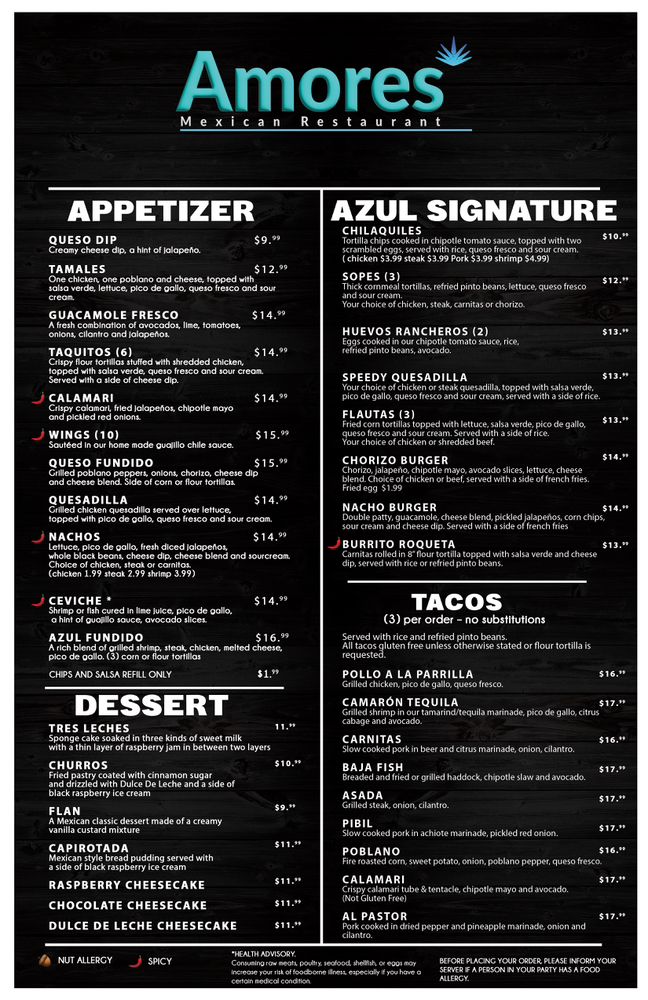 Amores
Mexican Restaurant
APPETIZER
QUESO DIP $9.99
Creamy cheese dip, a hint of jalapeño.
TAMALES $12.99
One chicken, one poblano and cheese, topped with
salsa verde, lettuce, pico de gallo, queso fresco and sour
cream.
GUACAMOLE FRESCO $14.99
A fresh combination of avocados, lime, tomatoes,
onions, cilantro and jalapeños.
TAQUITOS (6) $14.99
Crispy flour tortillas stuffed with shredded chicken,
topped with salsa verde, queso fresco and sour cream.
Served with a side of cheese dip.
CALAMARI $14.99
Crispy calamari, fried jalapeños, chipotle mayo
and pickled red onions.
WINGS (10) $15.99
Sautéed in our home made guajillo chile sauce.
QUESO FUNDIDO $15.99
Grilled poblano peppers, onions, chorizo, cheese dip
and cheese blend. Side of corn or flour tortillas.
QUESADILLA $14.99
Grilled chicken quesadilla served over lettuce,
topped with pico de gallo, queso fresco and sour cream.
NACHOS $14.99
Lettuce, pico de gallo, fresh diced jalapeños,
whole black beans, cheese dip, cheese blend and sourcream.
Choice of chicken, steak or carnitas.
(chicken 1.99 steak 2.99 shrimp 3.99)
CEVICHE * $14.99
Shrimp or fish cured in lime juice, pico de gallo,
a hint of guajillo sauce, avocado slices.
AZUL FUNDIDO $16.99
A rich blend of grilled shrimp, steak, chicken, melted cheese,
pico de gallo. (3) corn or flour tortillas
CHIPS AND SALSA REFILL ONLY $1.99
DESSERT
TRES LECHES 11.99
Sponge cake soaked in three kinds of sweet milk
with a thin layer of raspberry jam in between two layers
CHURROS $10.99
Fried pastry coated with cinnamon sugar
and drizzled with Dulce De Leche and a side of
black raspberry ice cream
FLAN $9.99
A Mexican classic dessert made of a creamy
vanilla custard mixture
CAPIROTADA $11.99
Mexican style bread pudding served with
a side of black raspberry ice cream
RASPBERRY CHEESECAKE $11.99
CHOCOLATE CHEESECAKE $11.99
DULCE DE LECHE CHEESECAKE $11.99
AZUL SIGNATURE
CHILAQUILES $10.99
Tortilla chips cooked in chipotle tomato sauce, topped with two
scrambled eggs, served with rice, queso fresco and sour cream.
( chicken $3.99 steak $3.99 Pork $3.99 shrimp $4.99)
SOPES (3) $12.99
Thick cornmeal tortillas, refried pinto beans, lettuce, queso fresco
and sour cream.
Your choice of chicken, steak, carnitas or chorizo.
HUEVOS RANCHEROS (2) $13.99
Eggs cooked in our chipotle tomato sauce, rice,
refried pinto beans, avocado.
SPEEDY QUESADILLA $13.99
Your choice of chicken or steak quesadilla, topped with salsa verde,
pico de gallo, queso fresco and sour cream, served with a side of rice.
FLAUTAS (3) $13.99
Fried corn tortillas topped with lettuce, salsa verde, pico de gallo,
queso fresco and sour cream. Served with a side of rice.
Your choice of chicken or shredded beef.
CHORIZO BURGER $14.99
Chorizo, jalapeño, chipotle mayo, avocado slices, lettuce, cheese
blend. Choice of chicken or beef, served with a side of french fries.
Fried egg $1.99
NACHO BURGER $14.99
Double patty, guacamole, cheese blend, pickled jalapeños, corn chips,
sour cream and cheese dip. Served with a side of french fries
BURRITO ROQUETA $13.99
Carnitas rolled in 8" flour tortilla topped with salsa verde and cheese
dip, served with rice or refried pinto beans.
TACOS
(3) per order - no substitutions
Served with rice and refried pinto beans.
All tacos gluten free unless otherwise stated or flour tortilla is
requested.
POLLO A LA PARRILLA $16.99
Grilled chicken, pico de gallo, queso fresco.
CAMARÓN TEQUILA $17.99
Grilled shrimp in our tamarind/tequila marinade, pico de gallo, citrus
cabage and avocado.
CARNITAS $16.99
Slow cooked pork in beer and citrus marinade, onion, cilantro.
BAJA FISH $17.99
Breaded and fried or grilled haddock, chipotle slaw and avocado.
ASADA $17.99
Grilled steak, onion, cilantro.
PIBIL $17.99
Slow cooked pork in achiote marinade, pickled red onion.
POBLANO $16.99
Fire roasted corn, sweet potato, onion, poblano pepper, queso fresco.
CALAMARI $17.99
Crispy calamari tube & tentacle, chipotle mayo and avocado.
(Not Gluten Free)
AL PASTOR $17.99
Pork cooked in dried pepper and pineapple marinade, onion and
cilantro.
NUT ALLERGY
SPICY
*HEALTH ADVISORY.
Consuming raw meats, poultry, seafood, shellfish, or eggs may
increase your risk of foodborne illness, especially if you have a
certain medical condition.
BEFORE PLACING YOUR ORDER, PLEASE INFORM YOUR
SERVER IF A PERSON IN YOUR PARTY HAS A FOOD
ALLERGY.